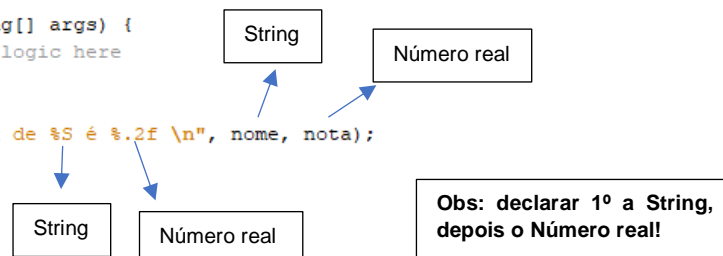 g[] args) {
logic here
String
Número real
de %S é %.2f \n", nome, nota);
String
Número real
Obs: declarar 1º a String,
depois o Número real!